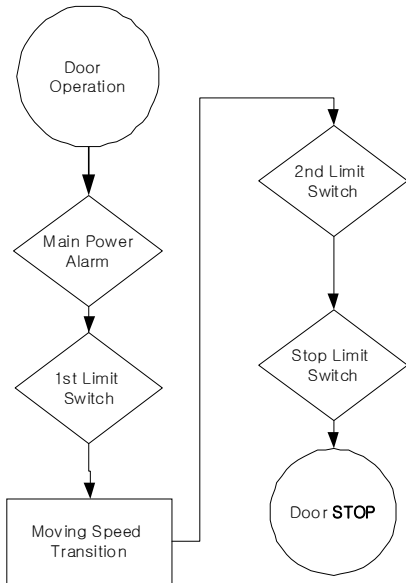 Door
Operation
Main Power
Alarm
1st Limit
Switch
Moving Speed
Transition
2nd Limit
Switch
Stop Limit
Switch
Door STOP